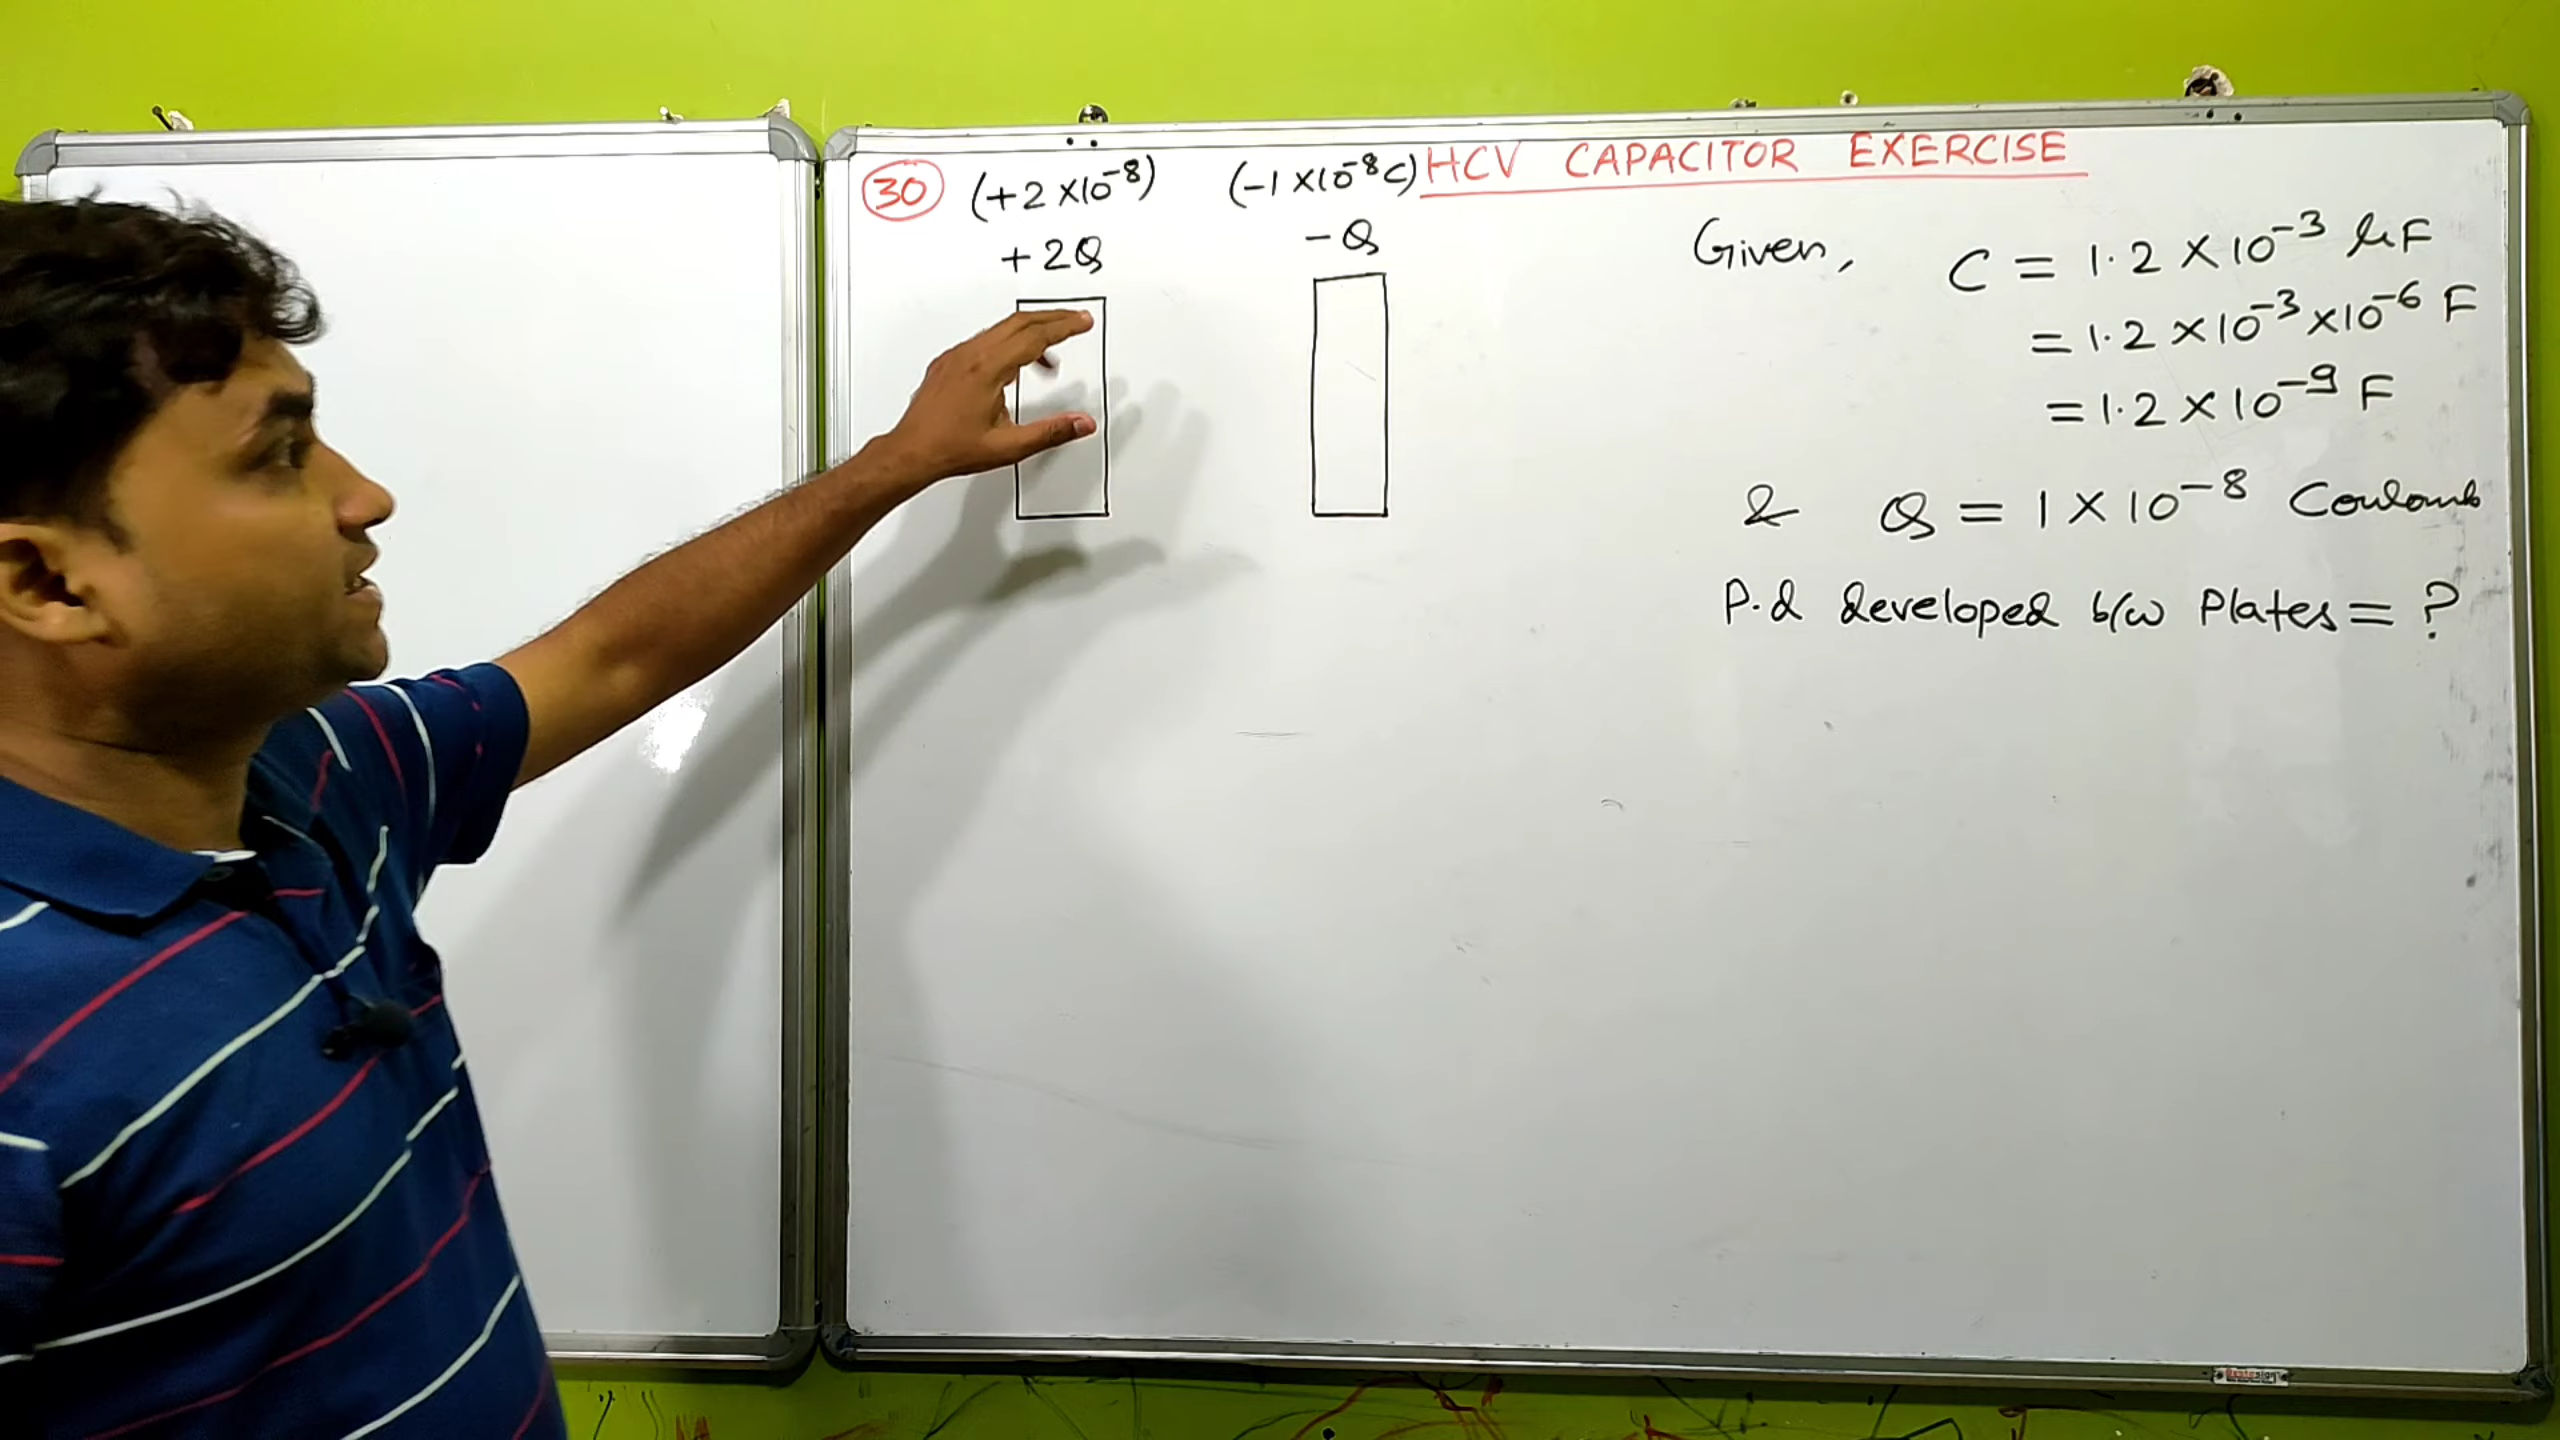 HCV CAPACITOR EXERCISE
30 (+2 ×10⁻⁸) (-1 ×10⁻⁸C)
+2Q -Q
Given, C = 1.2 × 10⁻³ μF
= 1.2 × 10⁻³ ×10⁻⁶ F
= 1.2 × 10⁻⁹ F
& Q = 1 × 10⁻⁸ Coulomb
P.d developed b/w Plates = ?